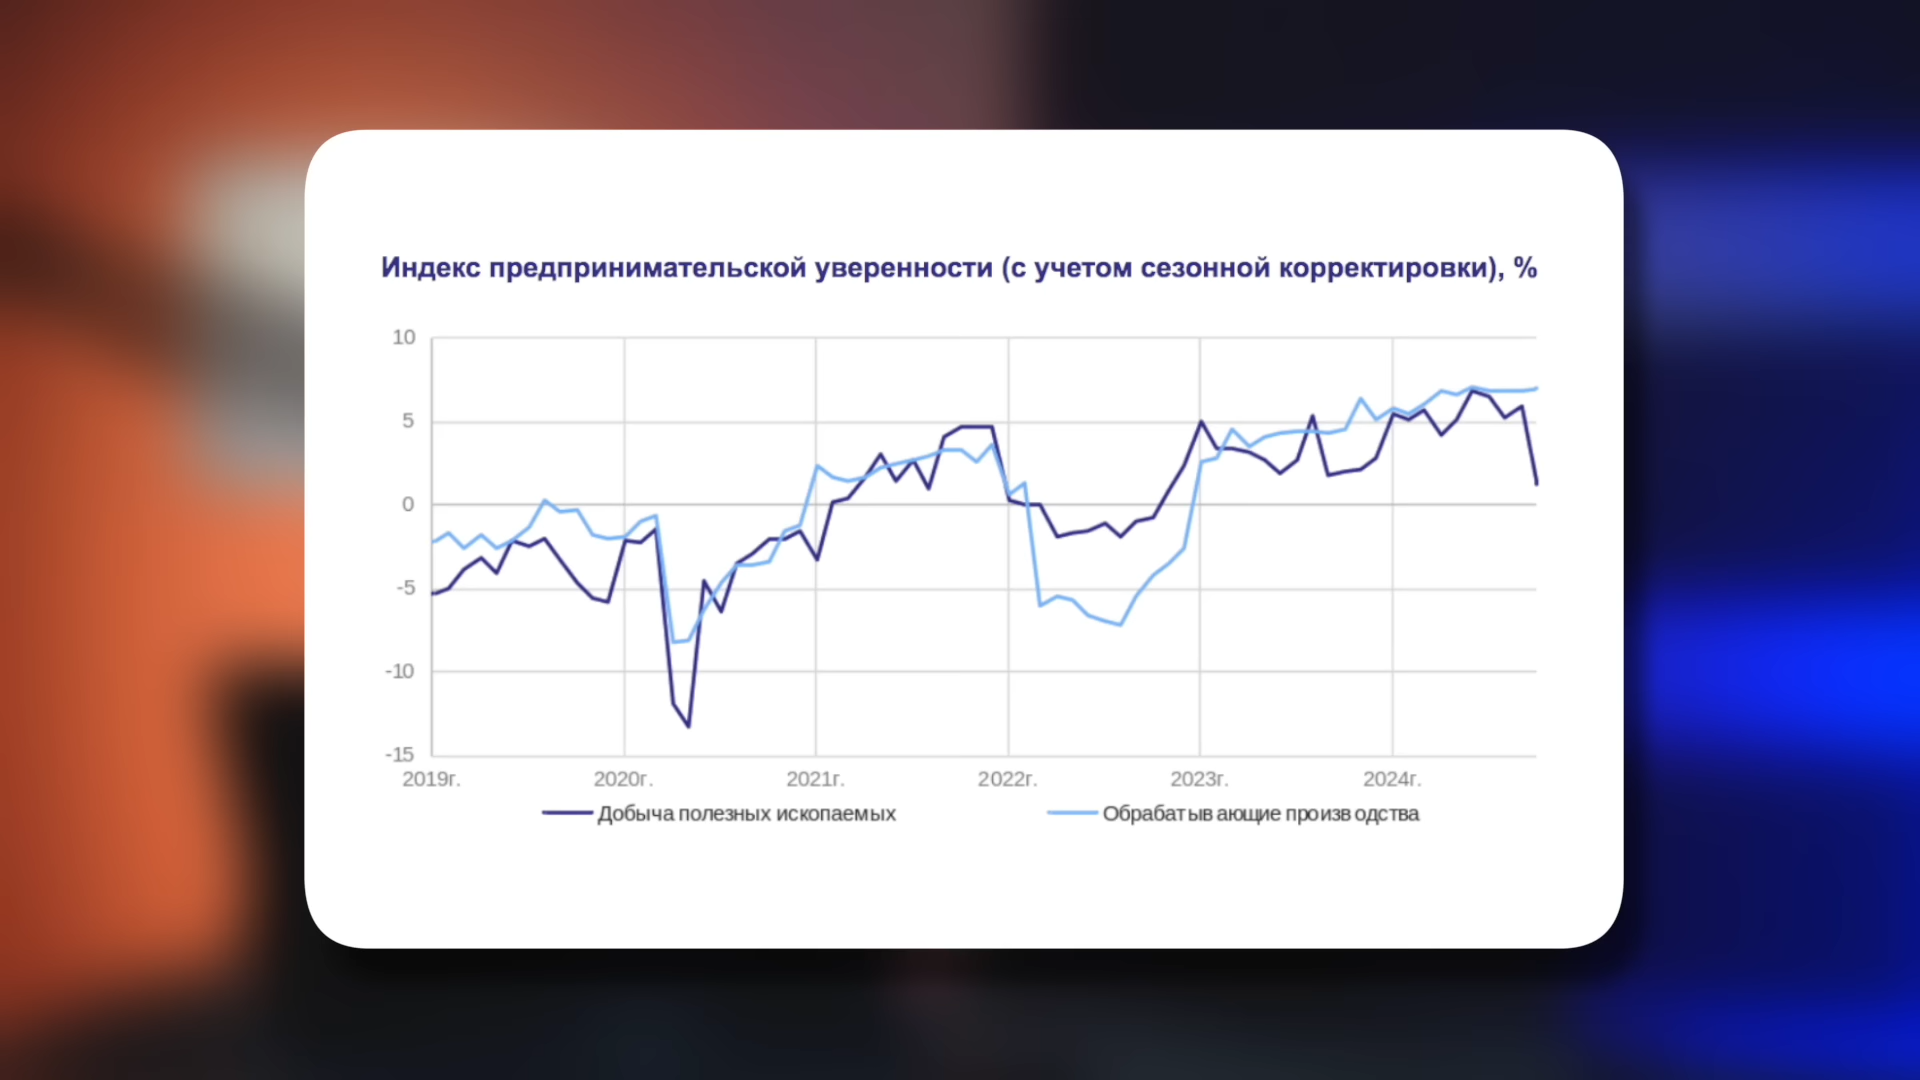 Индекс предпринимательской уверенности (с учетом сезонной корректировки), %
10
5
0
-5
-10
-15
2019г. 2020г. 2021г. 2022г. 2023г. 2024г.
Добыча полезных ископаемых Обрабатыв ающие произв одства